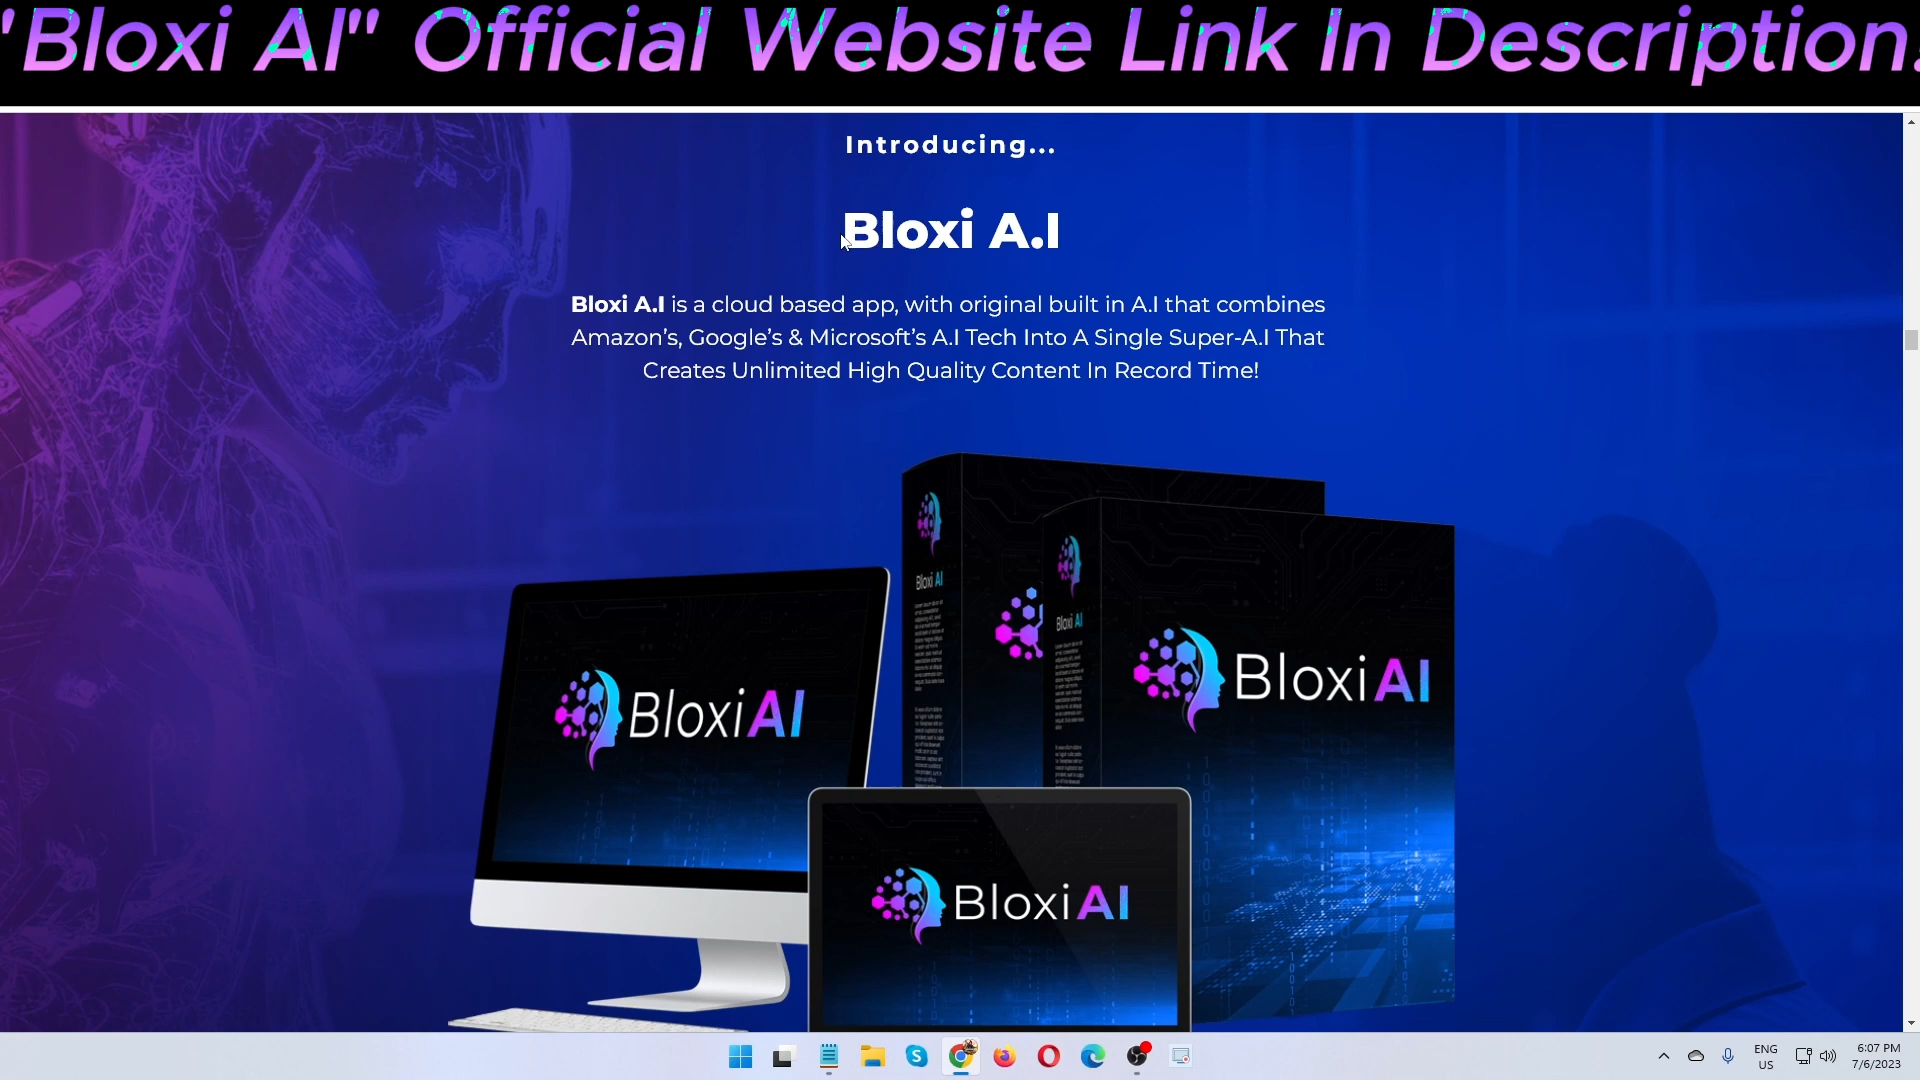 "Bloxi AI" Official Website Link In Description.
Introducing...
Bloxi A.I
Bloxi A.I is a cloud based app, with original built in A.I that combines
Amazon’s, Google’s & Microsoft’s A.I Tech Into A Single Super-A.I That
Creates Unlimited High Quality Content In Record Time!
Bloxi AI
Bloxi AI
BloxiAI
BloxiAI
BloxiAI
ENG
US
6:07 PM
7/6/2023